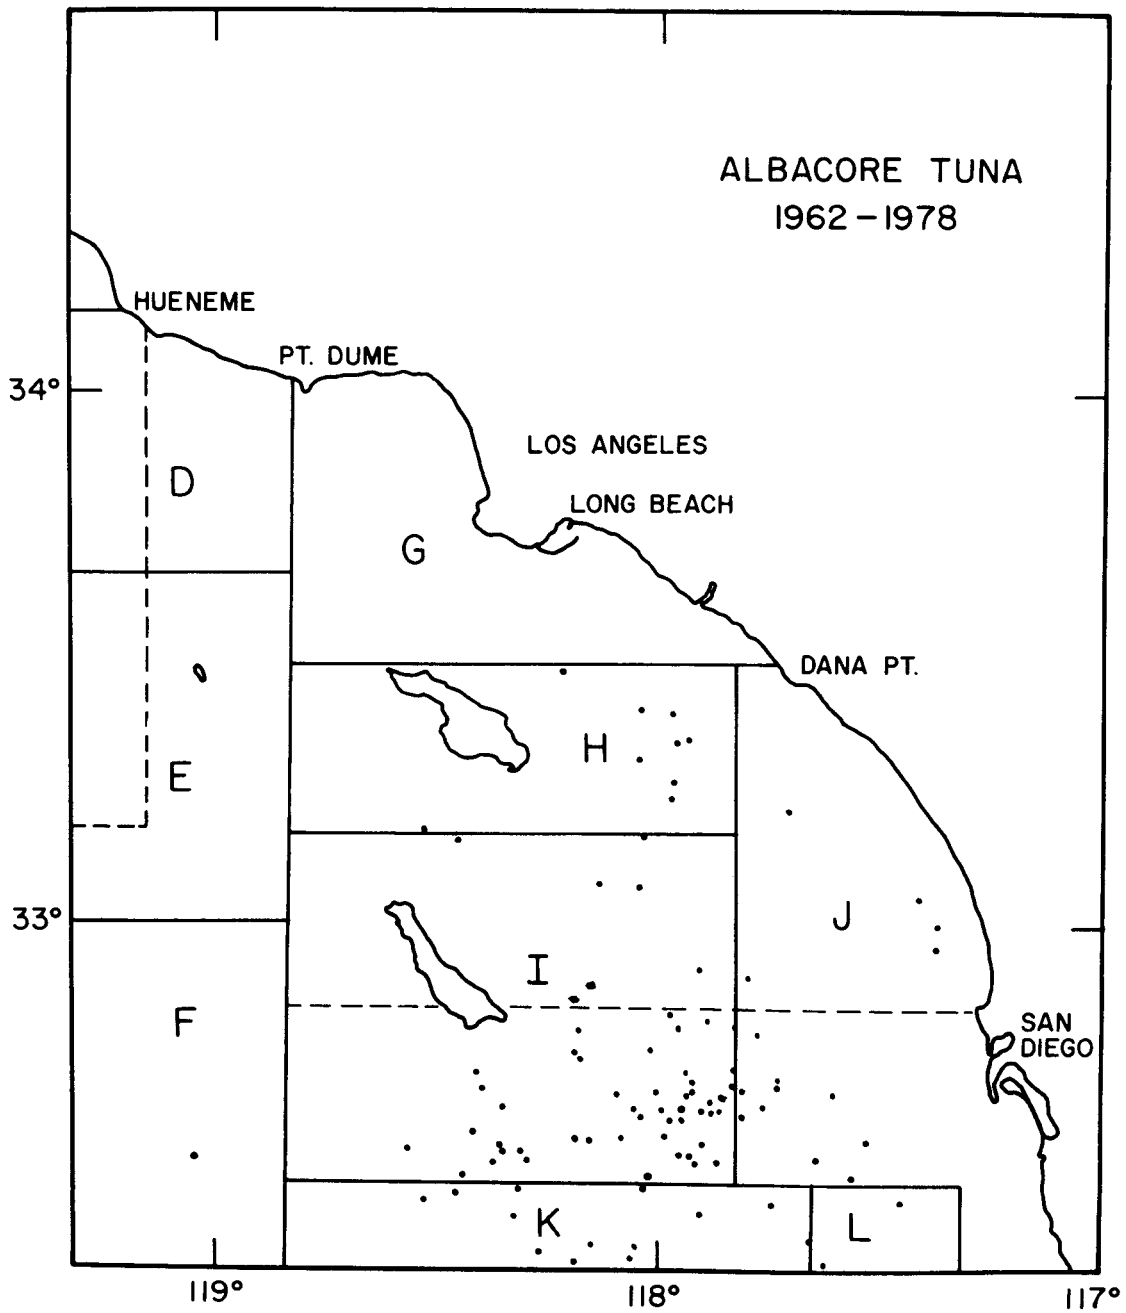 ALBACORE TUNA
1962-1978
HUENEME
PT. DUME
34°
LOS ANGELES
D
LONG BEACH
G
DANA PT.
H
E
33°
J
I
F
SAN
DIEGO
K
L
119°
118°
117°